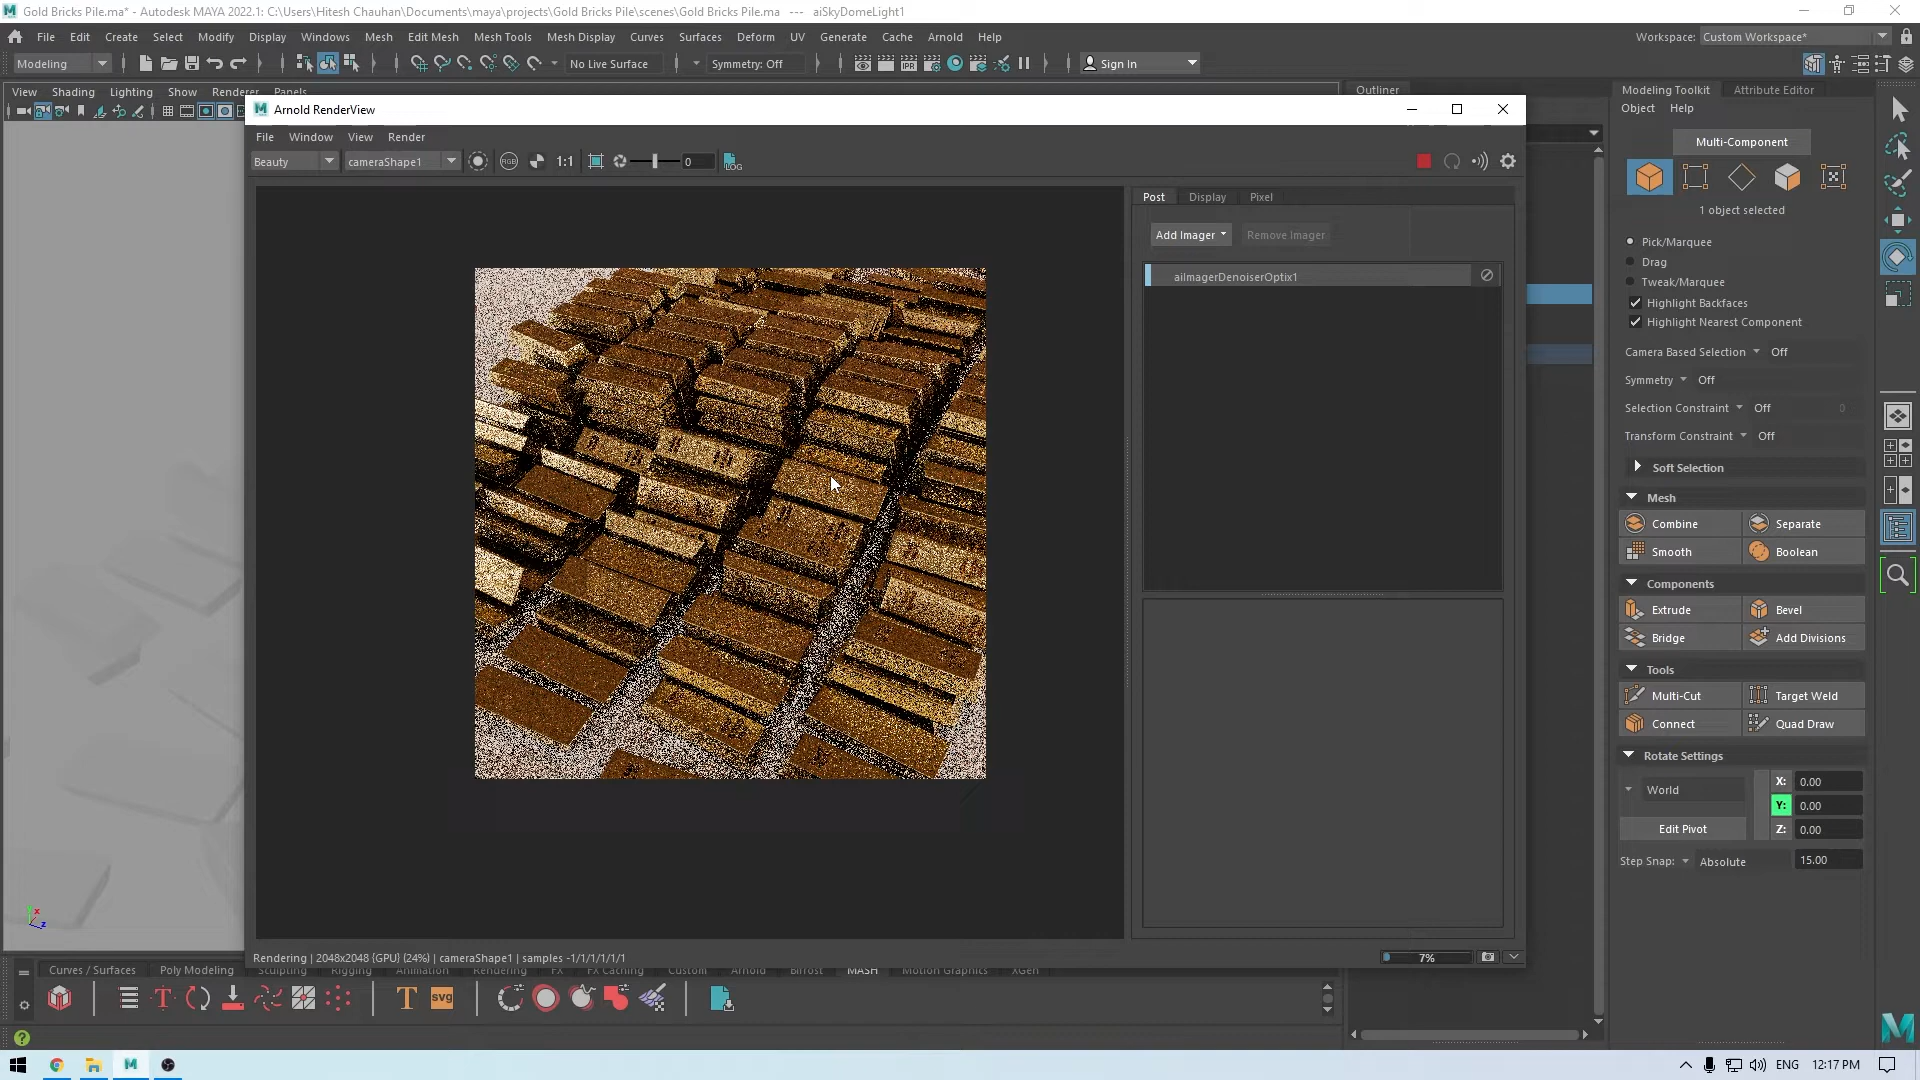 Gold Bricks Pile.ma* - Autodesk MAYA 2022.1: C:\Users\Hitesh Chauhan\Documents\maya\projects\Gold Bricks Pile\scenes\Gold Bricks Pile.ma --- aiSkyDomeLight1
File Edit Create Select Modify Display Windows Mesh Edit Mesh Mesh Tools Mesh Display Curves Surfaces Deform UV Generate Cache Arnold Help
Workspace: Custom Workspace*
Modeling
No Live Surface
Symmetry: Off
IPR
Sign In
View Shading Lighting Show Renderer Panels
Outliner
Modeling Toolkit Attribute Editor
Object Help
Arnold RenderView
File Window View Render
Beauty
cameraShape1
RGB
1:1
0
LOG
Post Display Pixel
Add Imager
Remove Imager
aiImagerDenoiserOptix1
Multi-Component
1 object selected
Pick/Marquee
Drag
Tweak/Marquee
Highlight Backfaces
Highlight Nearest Component
Camera Based Selection Off
Symmetry Off
Selection Constraint Off 0
Transform Constraint Off
Soft Selection
Mesh
Combine Separate
Smooth Boolean
Components
Extrude Bevel
Bridge Add Divisions
Tools
Multi-Cut Target Weld
Connect Quad Draw
Rotate Settings
World
X: 0.00
Y: 0.00
Edit Pivot
Z: 0.00
Step Snap: Absolute 15.00
x
z
Rendering | 2048x2048 {GPU} (24%) | cameraShape1 | samples -1/1/1/1/1/1
7%
Curves / Surfaces Poly Modeling Sculpting Rigging Animation Rendering FX FX Caching Custom Arnold Bifrost MASH Motion Graphics XGen
T
T
svg
M
ENG 12:17 PM